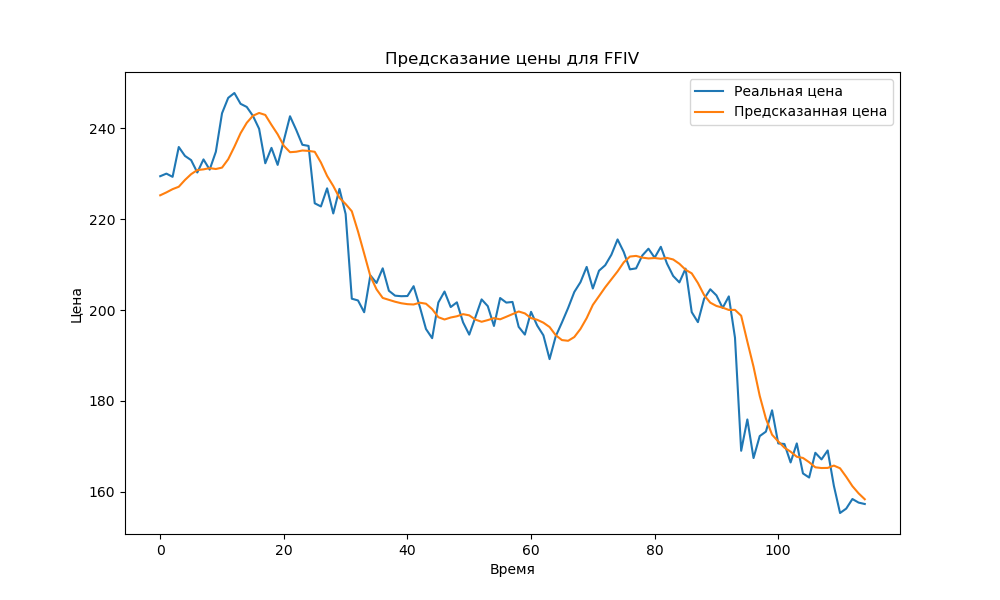 Предсказание цены для FFIV
Реальная цена
Предсказанная цена
Цена
240
220
200
180
160
0 20 40 60 80 100
Время